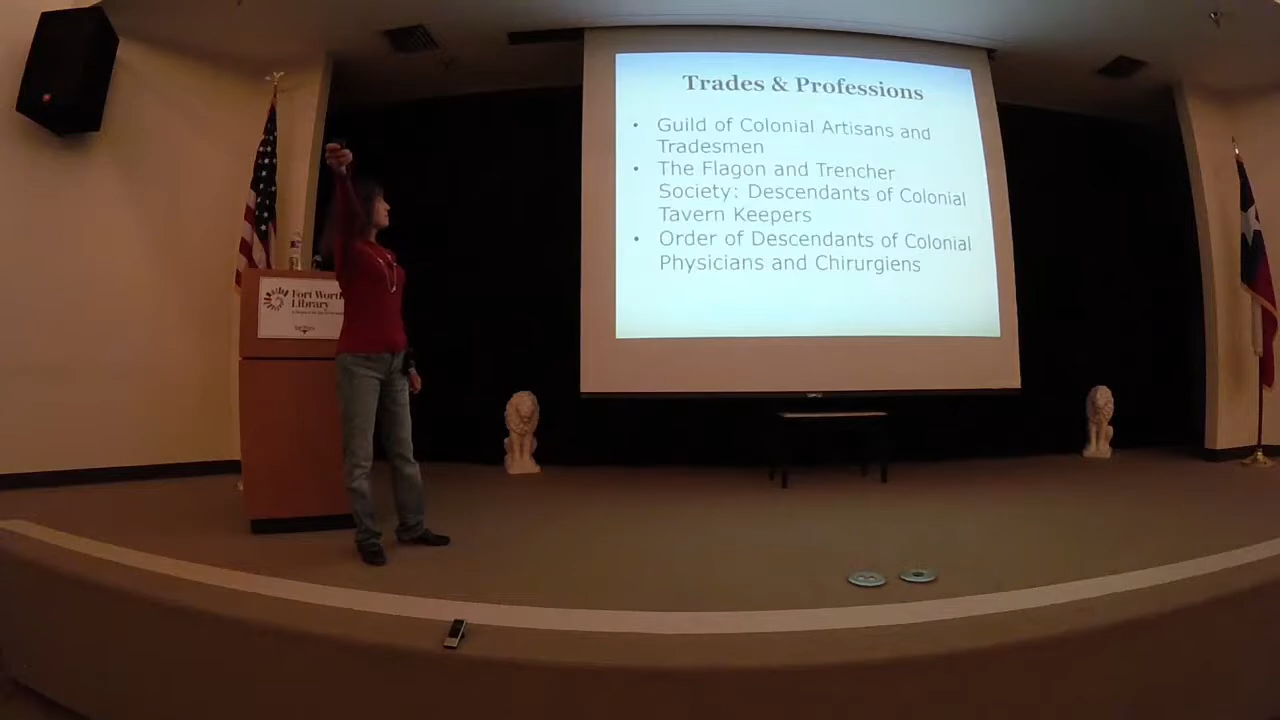 Trades & Professions
• Guild of Colonial Artisans and
Tradesmen
• The Flagon and Trencher
Society: Descendants of Colonial
Tavern Keepers
• Order of Descendants of Colonial
Physicians and Chirurgiens
Fort Worth
Library